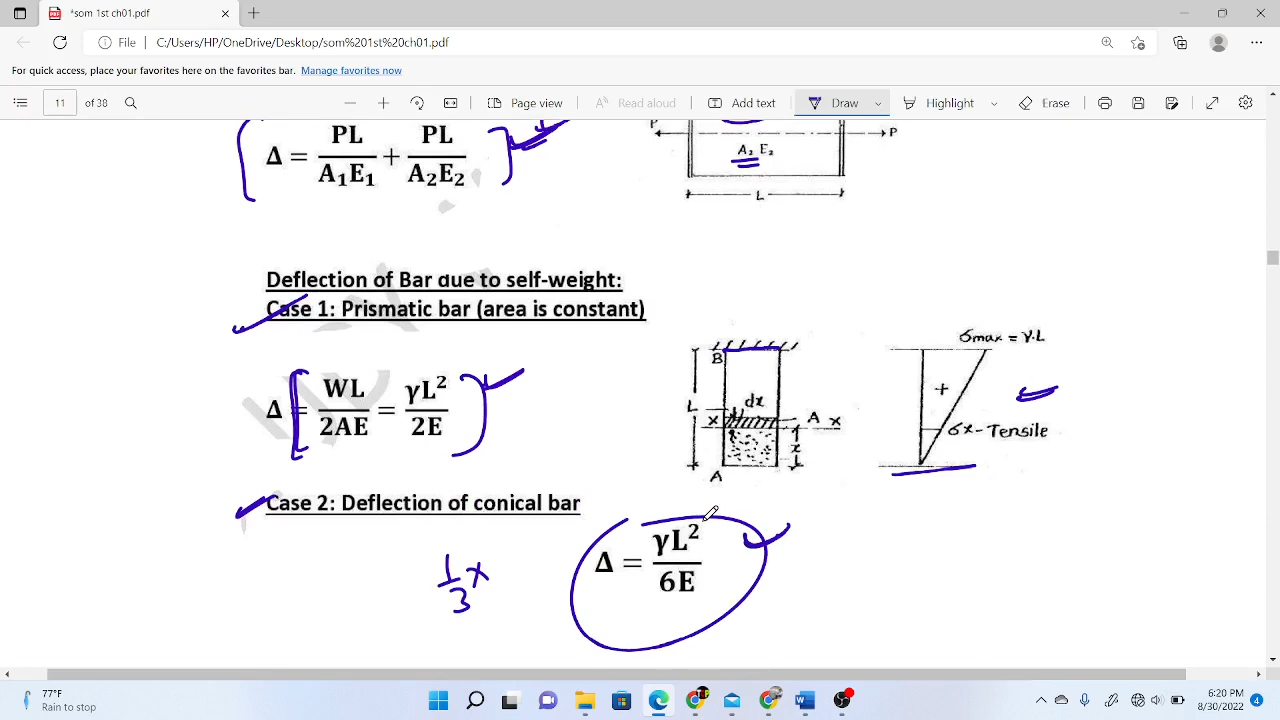 *som 1st ch01.pdf
File
C:/Users/HP/OneDrive/Documents/som%201st%20ch01.pdf
For quick access, place your favorites here on the favorites bar. Manage favorites now
11 of 38
Page view
Read aloud
Add text
Draw
Highlight
Erase
Δ = PL/A₁E₁ + PL/A₂E₂
P
P
A₂ E₂
L
Deflection of Bar due to self-weight:
Case 1: Prismatic bar (area is constant)
σmax = γ.L
B
Δ = WL/2AE = γL²/2E
L
dx
+
X
A x
x
σx - Tensile
A
Case 2: Deflection of conical bar
1/3 x
Δ = γL²/6E
77°F
Rain to stop
6:20 PM
8/30/2022
4